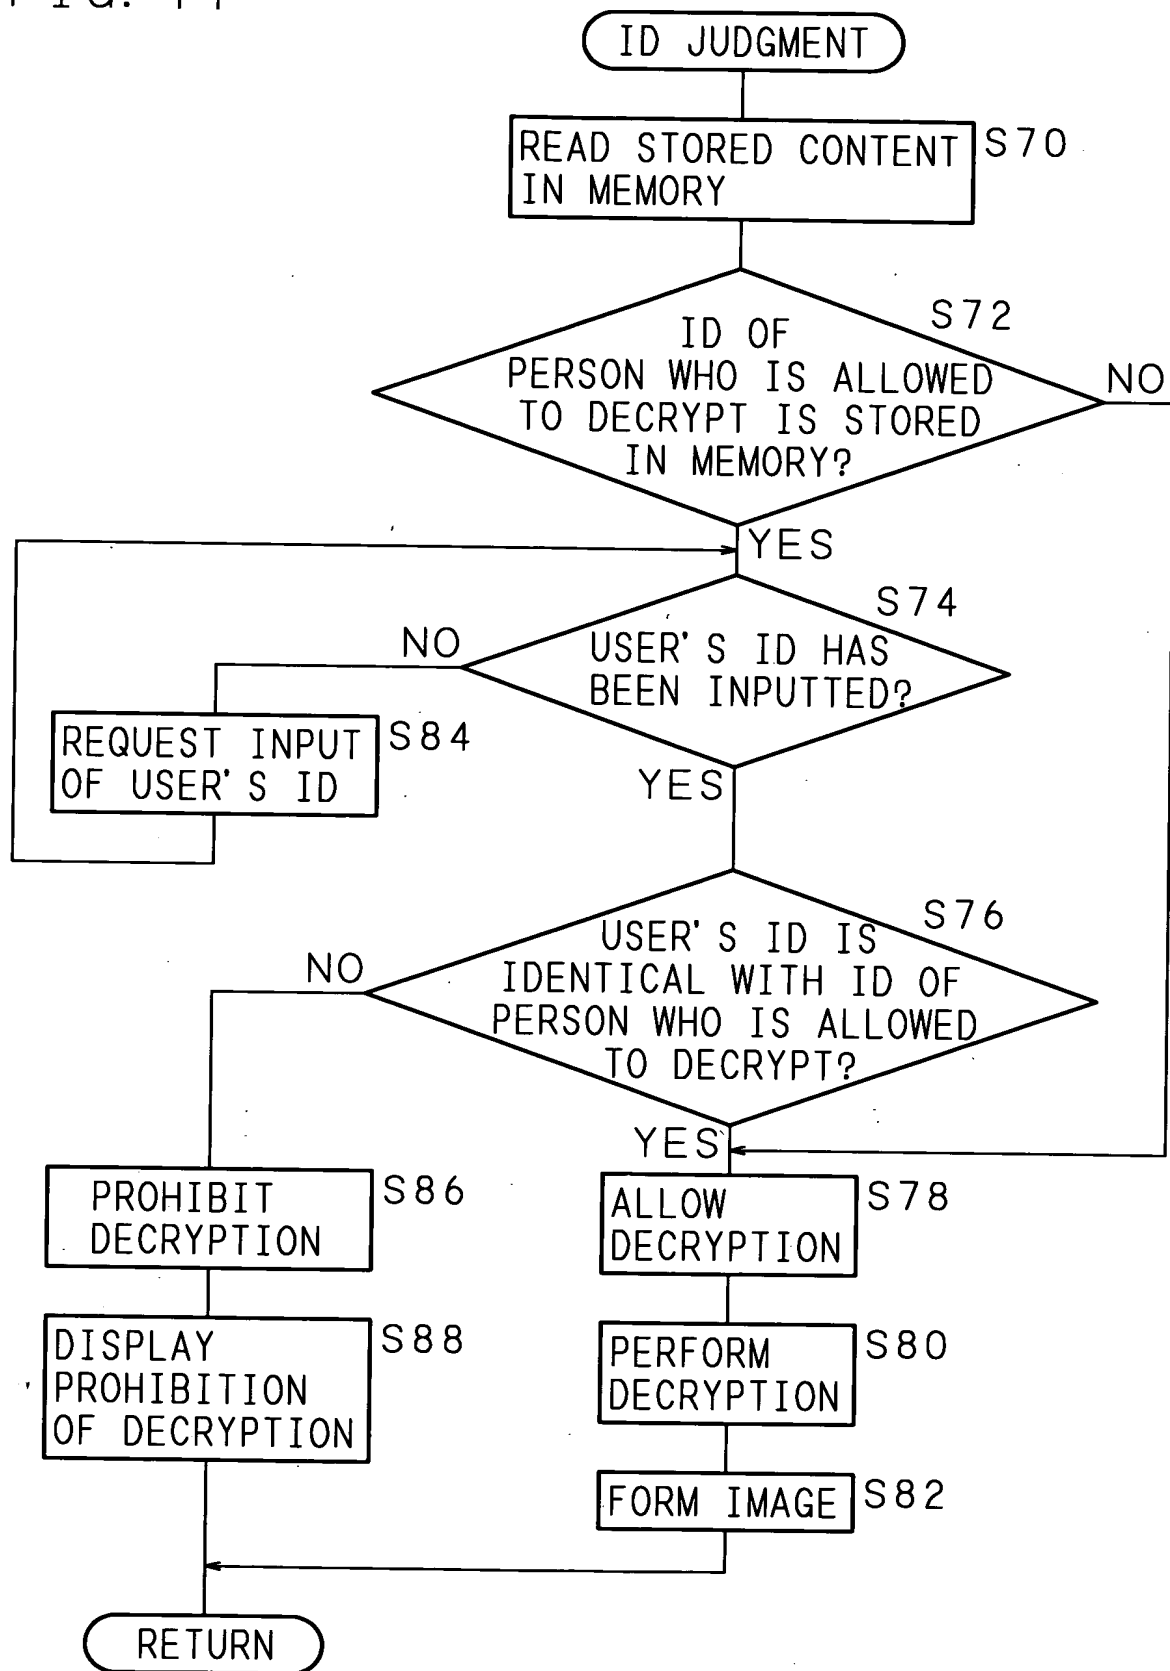 ID JUDGMENT
READ STORED CONTENT
IN MEMORY
S70
S72
ID OF
PERSON WHO IS ALLOWED
TO DECRYPT IS STORED
IN MEMORY?
NO
YES
S74
NO
USER'S ID HAS
BEEN INPUTTED?
REQUEST INPUT
OF USER'S ID
S84
YES
S76
NO
USER'S ID IS
IDENTICAL WITH ID OF
PERSON WHO IS ALLOWED
TO DECRYPT?
YES
PROHIBIT
DECRYPTION
S86
ALLOW
DECRYPTION
S78
DISPLAY
PROHIBITION
OF DECRYPTION
S88
PERFORM
DECRYPTION
S80
FORM IMAGE
S82
RETURN